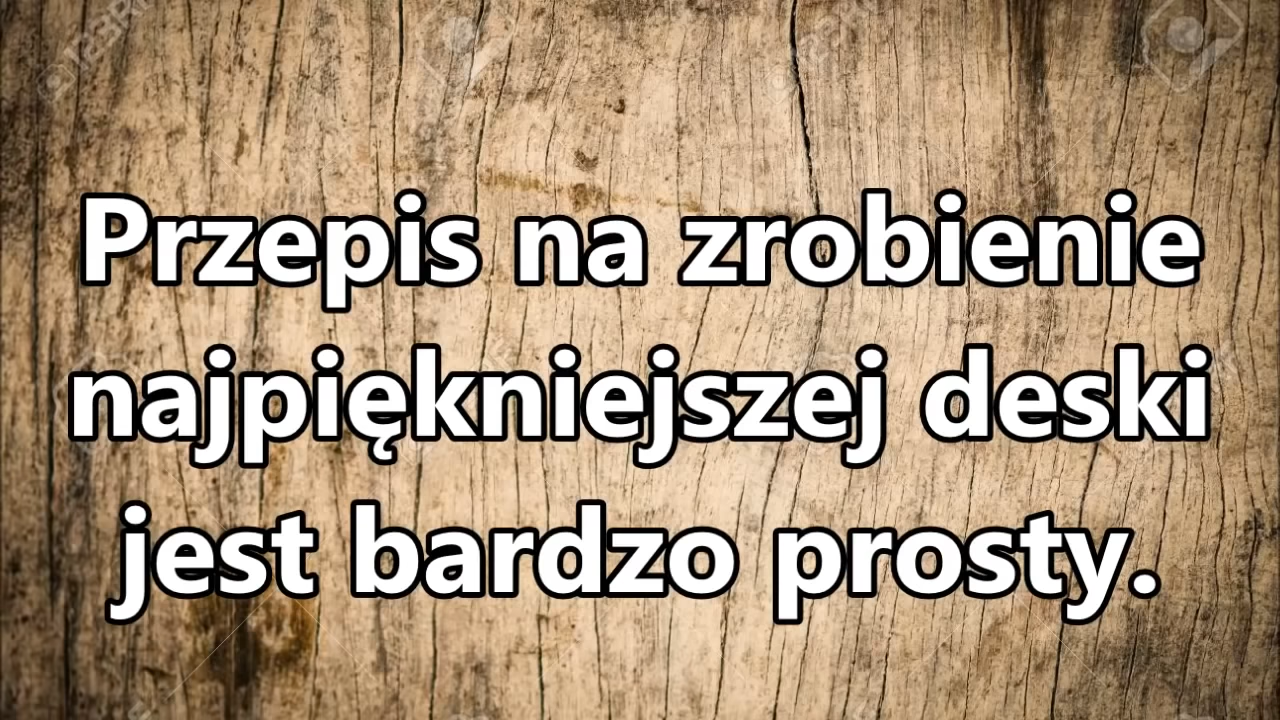 Przepis na zrobienie
najpiękniejszej deski
jest bardzo prosty.